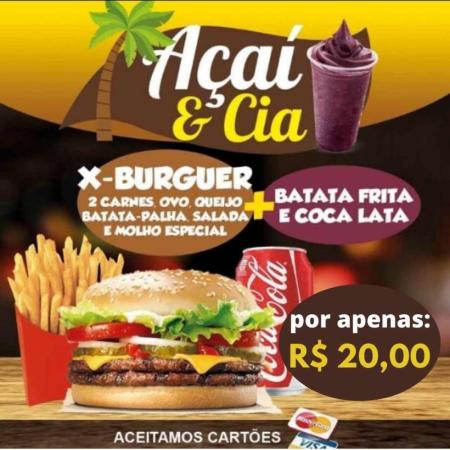 Açaí
& Cia
X-BURGUER
2 CARNES, OVO, QUEIJO
BATATA-PALHA, SALADA
E MOLHO ESPECIAL
+
BATATA FRITA
E COCA LATA
Coca-Cola
por apenas:
R$ 20,00
ACEITAMOS CARTÕES
MasterCard
VISA